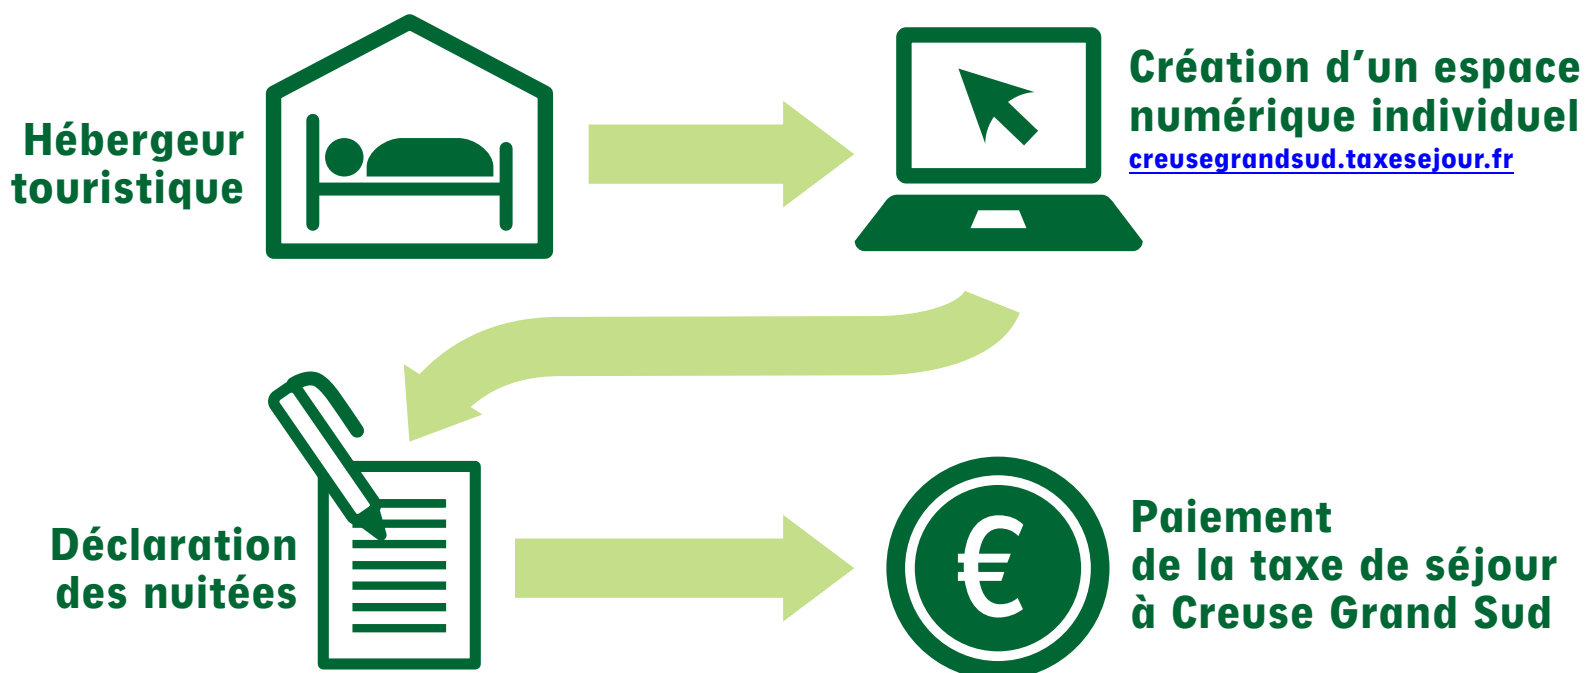 Hébergeur
touristique
Création d’un espace
numérique individuel
creusegrandsud.taxesejour.fr
Déclaration
des nuitées
€
Paiement
de la taxe de séjour
à Creuse Grand Sud